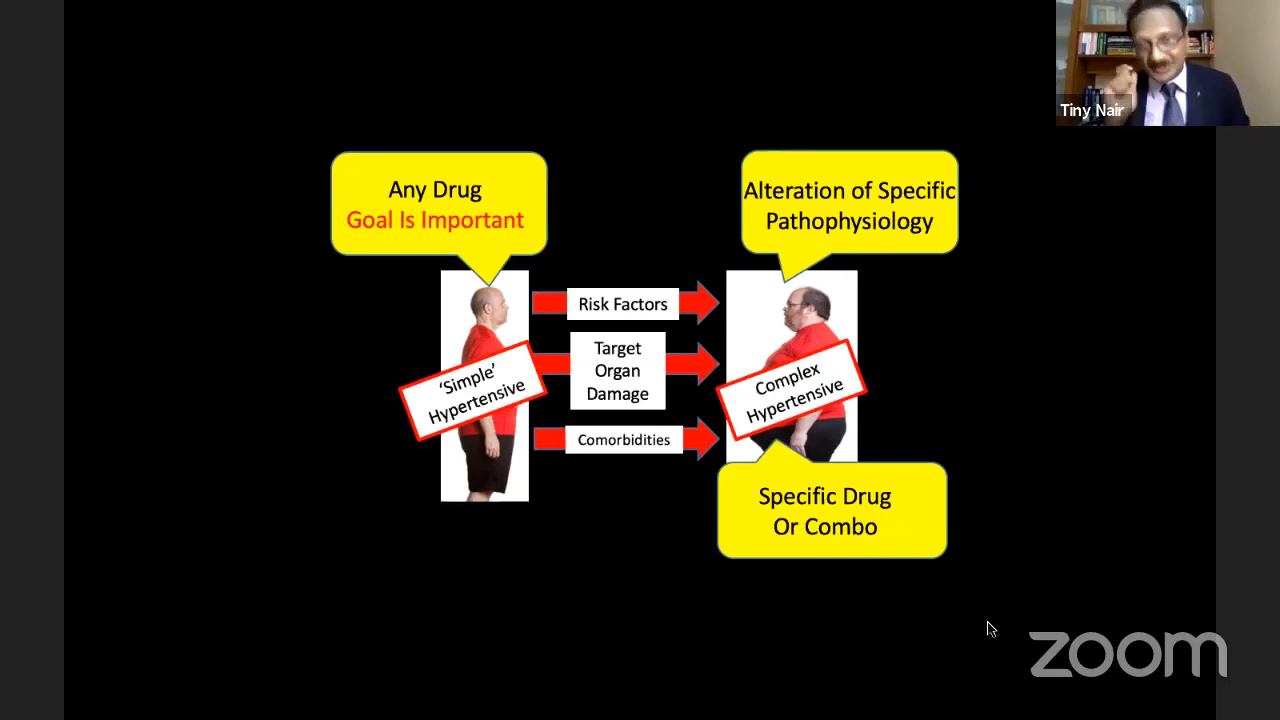 Tiny Nair
Any Drug
Goal Is Important
Alteration of Specific
Pathophysiology
Risk Factors
Target
Organ
Damage
Comorbidities
‘Simple’
Hypertensive
Complex
Hypertensive
Specific Drug
Or Combo
zoom